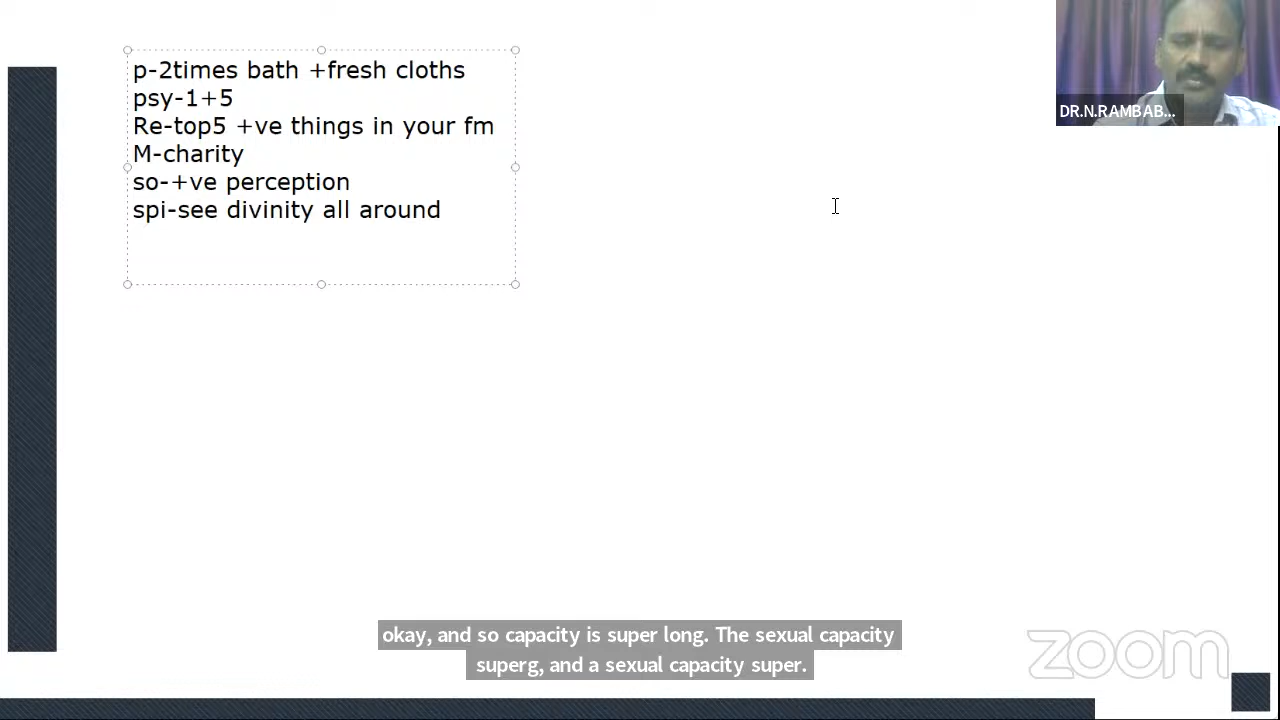 p-2times bath +fresh cloths
psy-1+5
Re-top5 +ve things in your fm
M-charity
so-+ve perception
spi-see divinity all around
DR.N.RAMBAB...
okay, and so capacity is super long. The sexual capacity
superg, and a sexual capacity super.
zoom